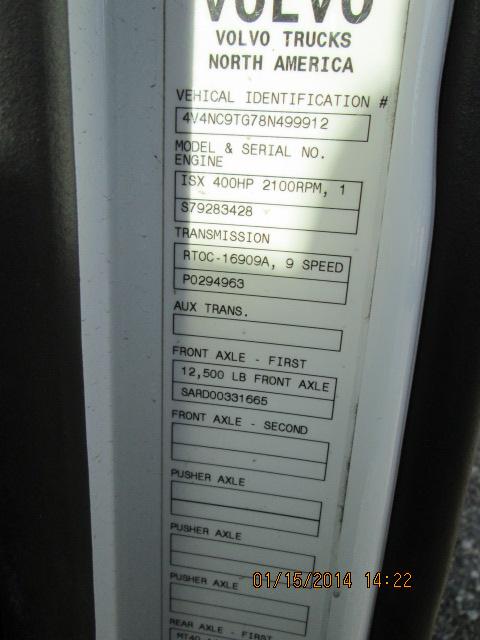 VOLVO
VOLVO TRUCKS
NORTH AMERICA
VEHICAL IDENTIFICATION #
4V4NC9TG78N499912
MODEL & SERIAL NO.
ENGINE
ISX 400HP 2100RPM, 1
S79283428
TRANSMISSION
RTOC-16909A, 9 SPEED
P0294963
AUX TRANS.
FRONT AXLE - FIRST
12,500 LB FRONT AXLE
SARD00331665
FRONT AXLE - SECOND
PUSHER AXLE
PUSHER AXLE
PUSHER AXLE
01/15/2014 14:22
REAR AXLE - FIRST